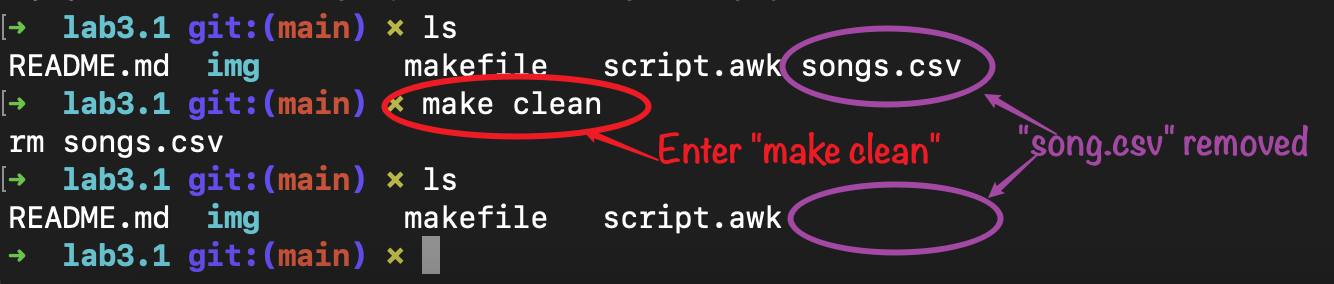 [➜ lab3.1 git:(main) × ls
README.md img makefile script.awk songs.csv
[➜ lab3.1 git:(main) × make clean
rm songs.csv
Enter "make clean"
"song.csv" removed
[➜ lab3.1 git:(main) × ls
README.md img makefile script.awk
➜ lab3.1 git:(main) ×